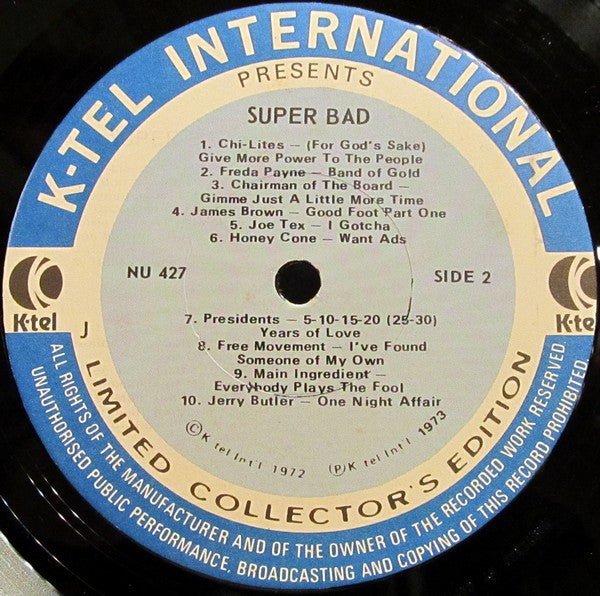 K-TEL INTERNATIONAL
PRESENTS
SUPER BAD
1. Chi-Lites – (For God's Sake)
Give More Power To The People
2. Freda Payne – Band of Gold
3. Chairman of The Board –
Gimme Just A Little More Time
4. James Brown – Good Foot Part One
5. Joe Tex – I Gotcha
6. Honey Cone – Want Ads
NU 427
SIDE 2
K-tel
K-te
J
7. Presidents – 5-10-15-20 (25-30)
Years of Love
8. Free Movement – I've Found
Someone of My Own
9. Main Ingredient –
Everybody Plays The Fool
10. Jerry Butler – One Night Affair
© K tel Int'l 1972 ℗ K tel Int'l 1973
LIMITED COLLECTOR'S EDITION
ALL RIGHTS OF THE MANUFACTURER AND OF THE OWNER OF THE RECORDED WORK RESERVED.
UNAUTHORISED PUBLIC PERFORMANCE, BROADCASTING AND COPYING OF THIS RECORD PROHIBITED.